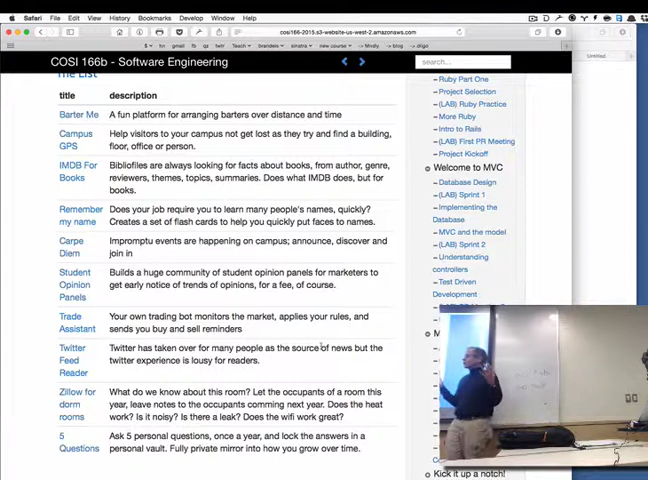 Safari File Edit View History Bookmarks Develop Window Help
cosi166-2015.s3-website-us-west-2.amazonaws.com
Untitled
COSI 166b - Software Engineering
search...
The List
title description
Barter Me A fun platform for arranging barters over distance and time
Campus GPS Help visitors to your campus not get lost as they try and find a building,
floor, office or person.
IMDB For Books Bibliofiles are always looking for facts about books, from author, genre,
reviewers, themes, topics, summaries. Does what IMDB does, but for
books.
Remember my name Does your job require you to learn many people's names, quickly?
Creates a set of flash cards to help you quickly put faces to names.
Carpe Diem Impromptu events are happening on campus; announce, discover and
join in
Student Opinion Panels Builds a huge community of student opinion panels for marketers to
get early notice of trends of opinions, for a fee, of course.
Trade Assistant Your own trading bot monitors the market, applies your rules, and
sends you buy and sell reminders
Twitter Feed Reader Twitter has taken over for many people as the source of news but the
twitter experience is lousy for readers.
Zillow for dorm rooms What do we know about this room? Let the occupants of a room this
year, leave notes to the occupants comming next year. Does the heat
work? Is it noisy? Is there a leak? Does the wifi work great?
5 Questions Ask 5 personal questions, once a year, and lock the answers in a
personal vault. Fully private mirror into how you grow over time.
Ruby Part One
Project Selection
(LAB) Ruby Practice
More Ruby
Intro to Rails
(LAB) First PR Meeting
Project Kickoff
Welcome to MVC
Database Design
(LAB) Sprint 1
Implementing the
Database
MVC and the model
(LAB) Sprint 2
Understanding
controllers
Test Driven
Development
Kick it up a notch!